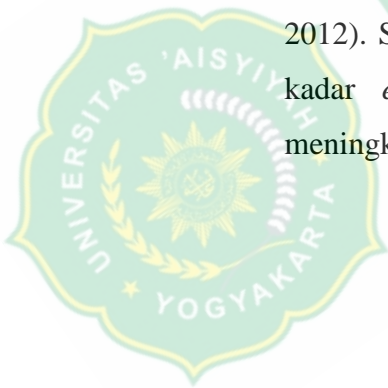 2012). S
kadar e
meningk
UNIVERSITAS 'AISYIYAH
YOGYAKARTA